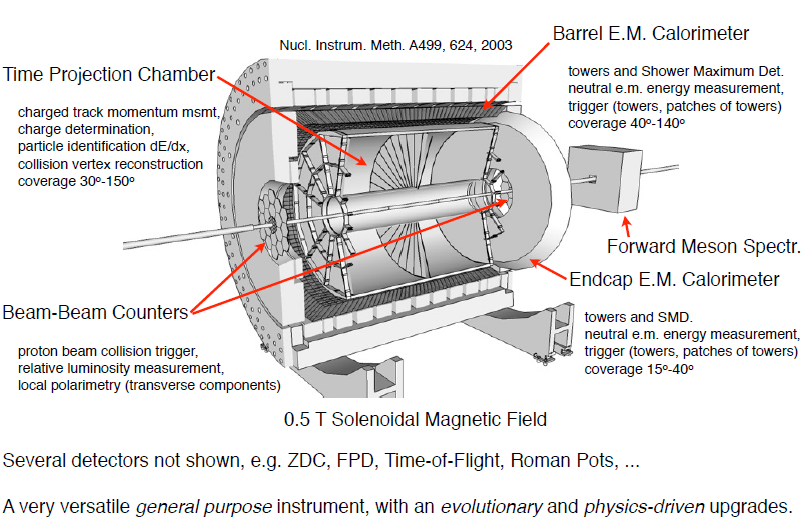 Barrel E.M. Calorimeter
Nucl. Instrum. Meth. A499, 624, 2003
Time Projection Chamber
towers and Shower Maximum Det.
neutral e.m. energy measurement,
trigger (towers, patches of towers)
coverage 40º-140º
charged track momentum msmt,
charge determination,
particle identification dE/dx,
collision vertex reconstruction
coverage 30º-150º
Forward Meson Spectr.
Endcap E.M. Calorimeter
Beam-Beam Counters
towers and SMD.
neutral e.m. energy measurement,
trigger (towers, patches of towers)
coverage 15º-40º
proton beam collision trigger,
relative luminosity measurement,
local polarimetry (transverse components)
0.5 T Solenoidal Magnetic Field
Several detectors not shown, e.g. ZDC, FPD, Time-of-Flight, Roman Pots, ...
A very versatile general purpose instrument, with an evolutionary and physics-driven upgrades.